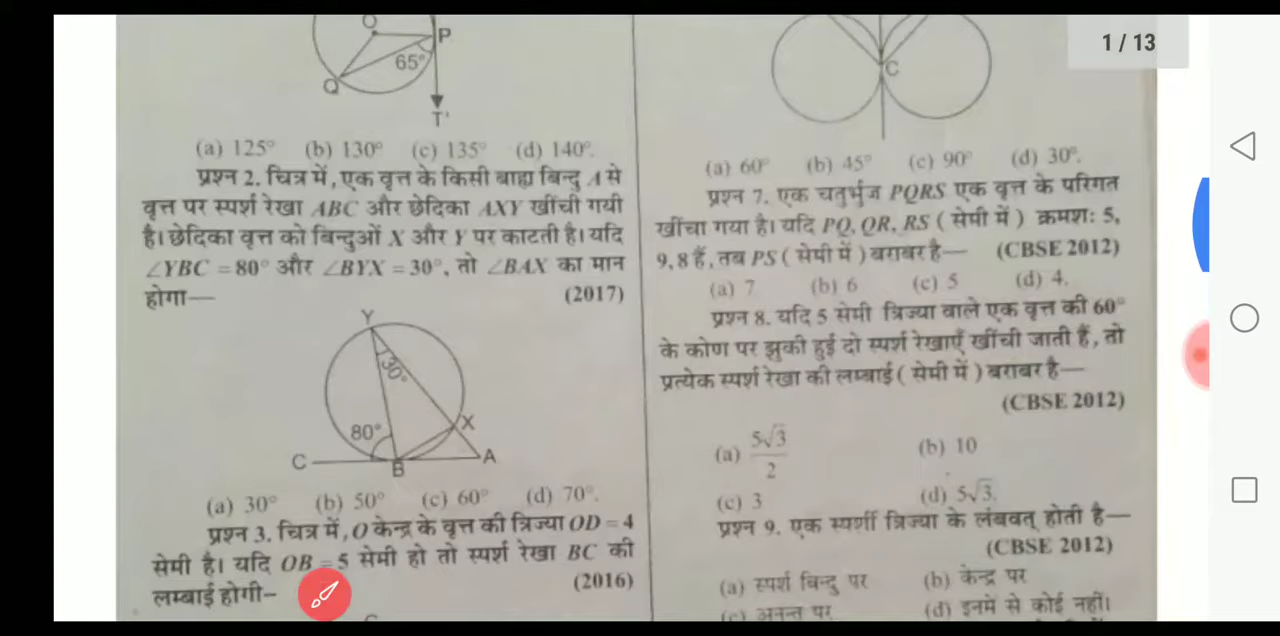 1 / 13
O
P
65°
Q
T'
(a) 125° (b) 130° (c) 135° (d) 140°.
प्रश्न 2. चित्र में, एक वृत्त के किसी बाह्य बिन्दु A से
वृत्त पर स्पर्श रेखा ABC और छेदिका AXY खींची गयी
है। छेदिका वृत्त को बिन्दुओं X और Y पर काटती है। यदि
∠YBC = 80° और ∠BYX = 30°, तो ∠BAX का मान
होगा— (2017)
Y
30°
80°
X
C
B
A
(a) 30° (b) 50° (c) 60° (d) 70°.
प्रश्न 3. चित्र में, O केन्द्र के वृत्त की त्रिज्या OD = 4
सेमी है। यदि OB = 5 सेमी हो तो स्पर्श रेखा BC की
लम्बाई होगी– (2016)
C
(a) 60° (b) 45° (c) 90° (d) 30°.
प्रश्न 7. एक चतुर्भुज PQRS एक वृत्त के परिगत
खींचा गया है। यदि PQ, QR, RS ( सेमी में ) क्रमश: 5,
9, 8 हैं, तब PS ( सेमी में ) बराबर है— (CBSE 2012)
(a) 7 (b) 6 (c) 5 (d) 4.
प्रश्न 8. यदि 5 सेमी त्रिज्या वाले एक वृत्त की 60°
के कोण पर झुकी हुई दो स्पर्श रेखाएँ खींची जाती हैं, तो
प्रत्येक स्पर्श रेखा की लम्बाई ( सेमी में ) बराबर है—
(CBSE 2012)
(a) 5√3/2 (b) 10
(c) 3 (d) 5√3.
प्रश्न 9. एक स्पर्शी त्रिज्या के लंबवत् होती है—
(CBSE 2012)
(a) स्पर्श बिन्दु पर (b) केन्द्र पर
(c) अनन्त पर (d) इनमें से कोई नहीं।